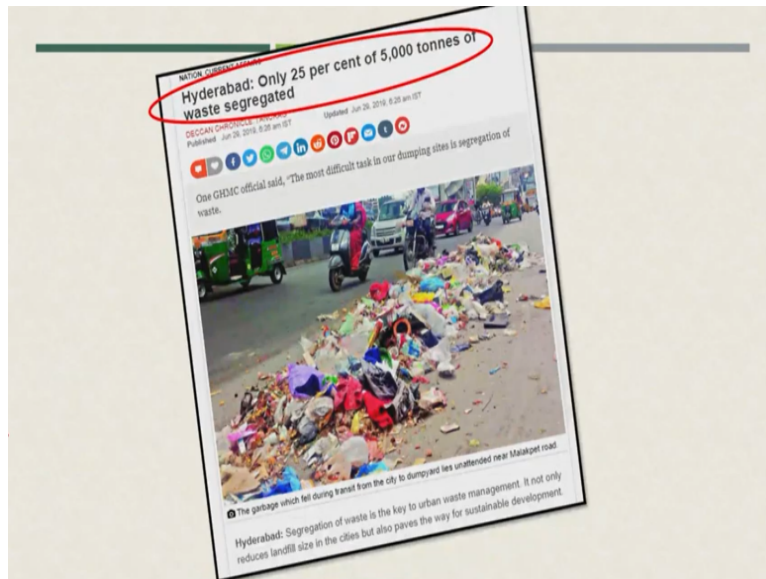 NATION, CURRENT AFFAIRS
Hyderabad: Only 25 per cent of 5,000 tonnes of
waste segregated
DECCAN CHRONICLE.
Published Jun 29, 2019, 6:26 am IST
Updated Jun 29, 2019, 6:26 am IST
One GHMC official said, “The most difficult task in our dumping sites is segregation of
waste.
The garbage which fell during transit from the city to dumpyard lies unattended near Malakpet road.
Hyderabad: Segregation of waste is the key to urban waste management. It not only
reduces landfill size in the cities but also paves the way for sustainable development.